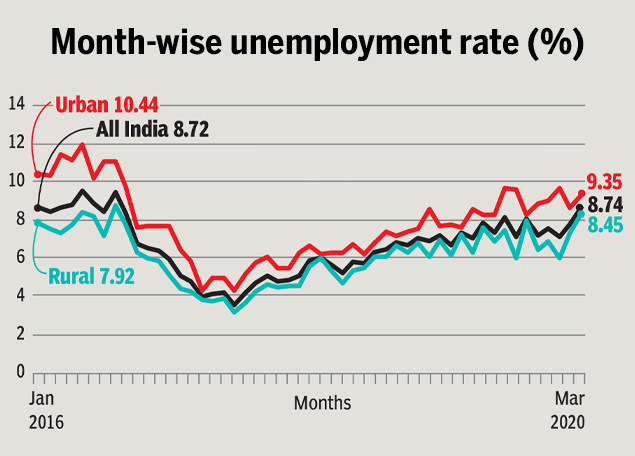 Month-wise unemployment rate (%)
14
Urban 10.44
All India 8.72
12
10
9.35
8.74
8
8.45
6
Rural 7.92
4
2
0
Jan
2016
Months
Mar
2020